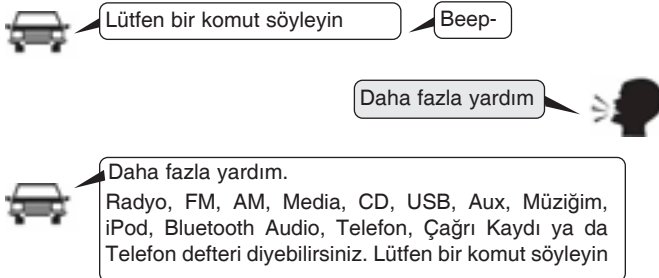 Lütfen bir komut söyleyin
Beep-
Daha fazla yardım
Daha fazla yardım.
Radyo, FM, AM, Media, CD, USB, Aux, Müziğim,
iPod, Bluetooth Audio, Telefon, Çağrı Kaydı ya da
Telefon defteri diyebilirsiniz. Lütfen bir komut söyleyin